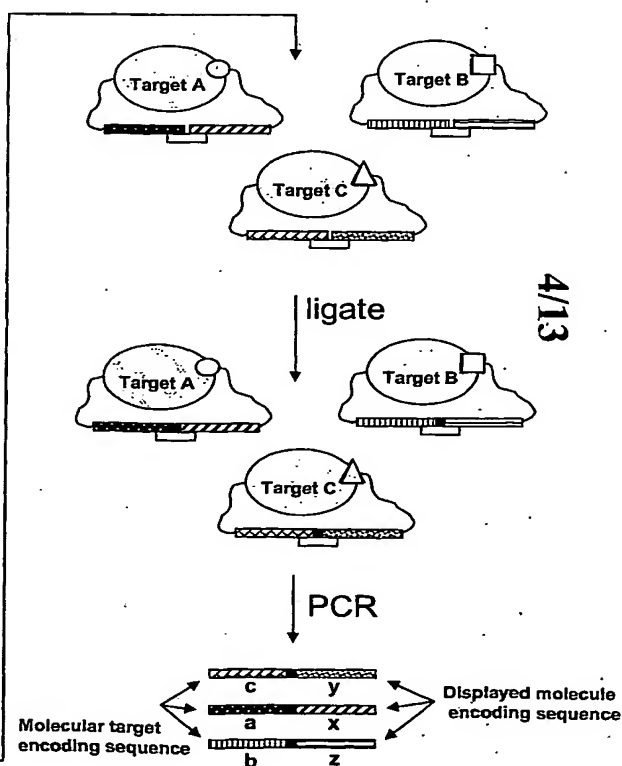 Target A
Target B
Target C
4/13
ligate
Target A
Target B
Target C
PCR
c y
a x
b z
Molecular target
encoding sequence
Displayed molecule
encoding sequence